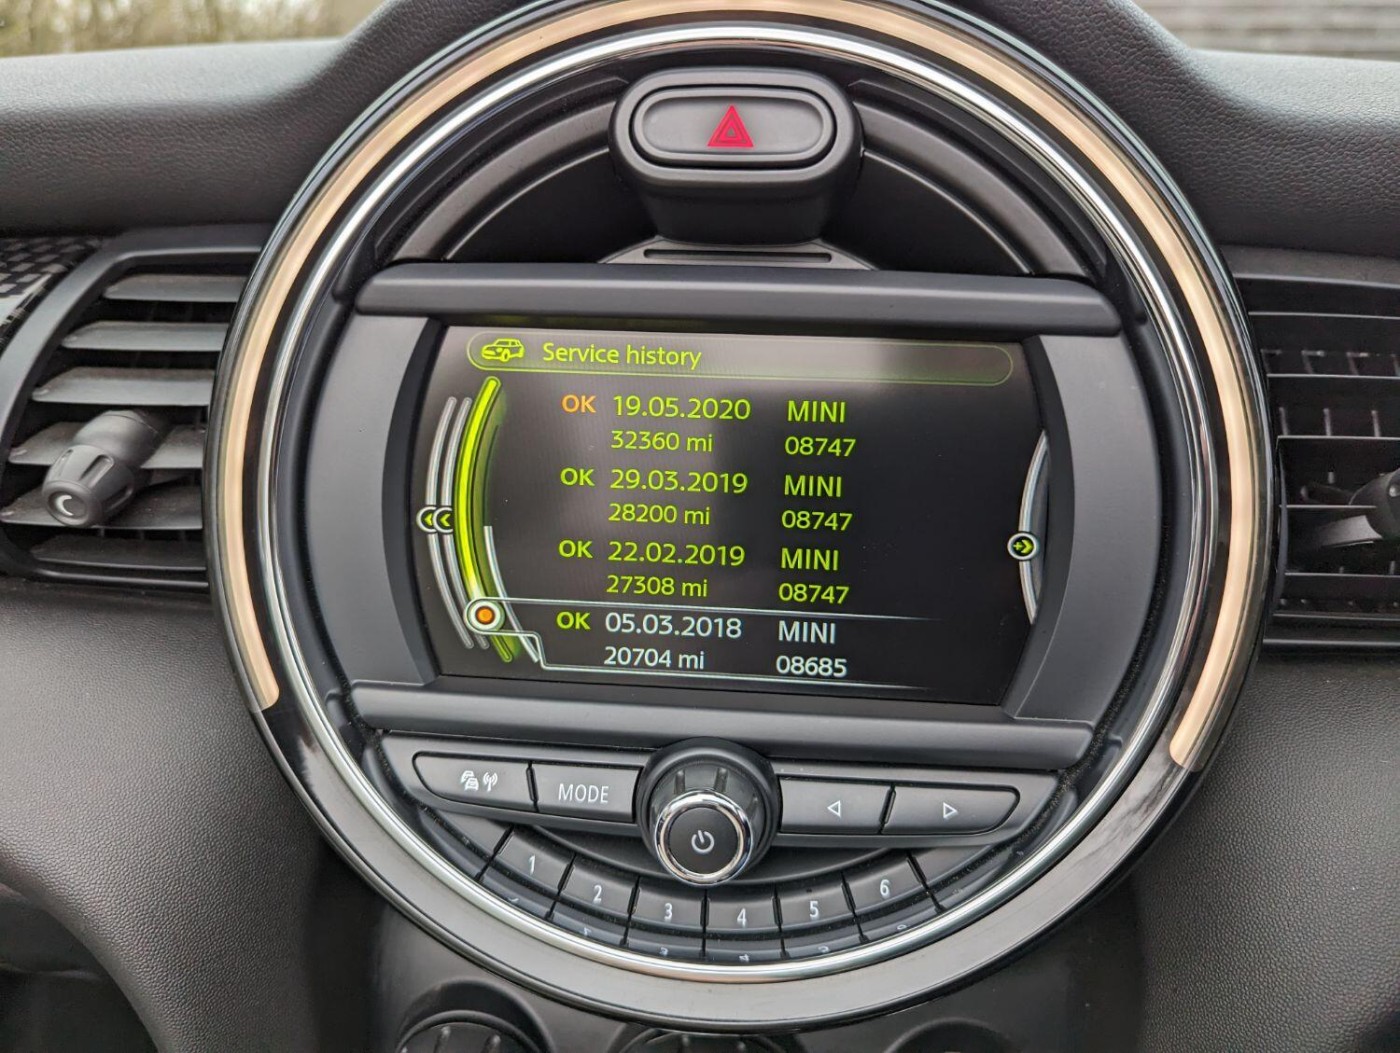 Service history
OK 19.05.2020 MINI
32360 mi 08747
OK 29.03.2019 MINI
28200 mi 08747
OK 22.02.2019 MINI
27308 mi 08747
OK 05.03.2018 MINI
20704 mi 08685
MODE
1 2 3 4 5 6